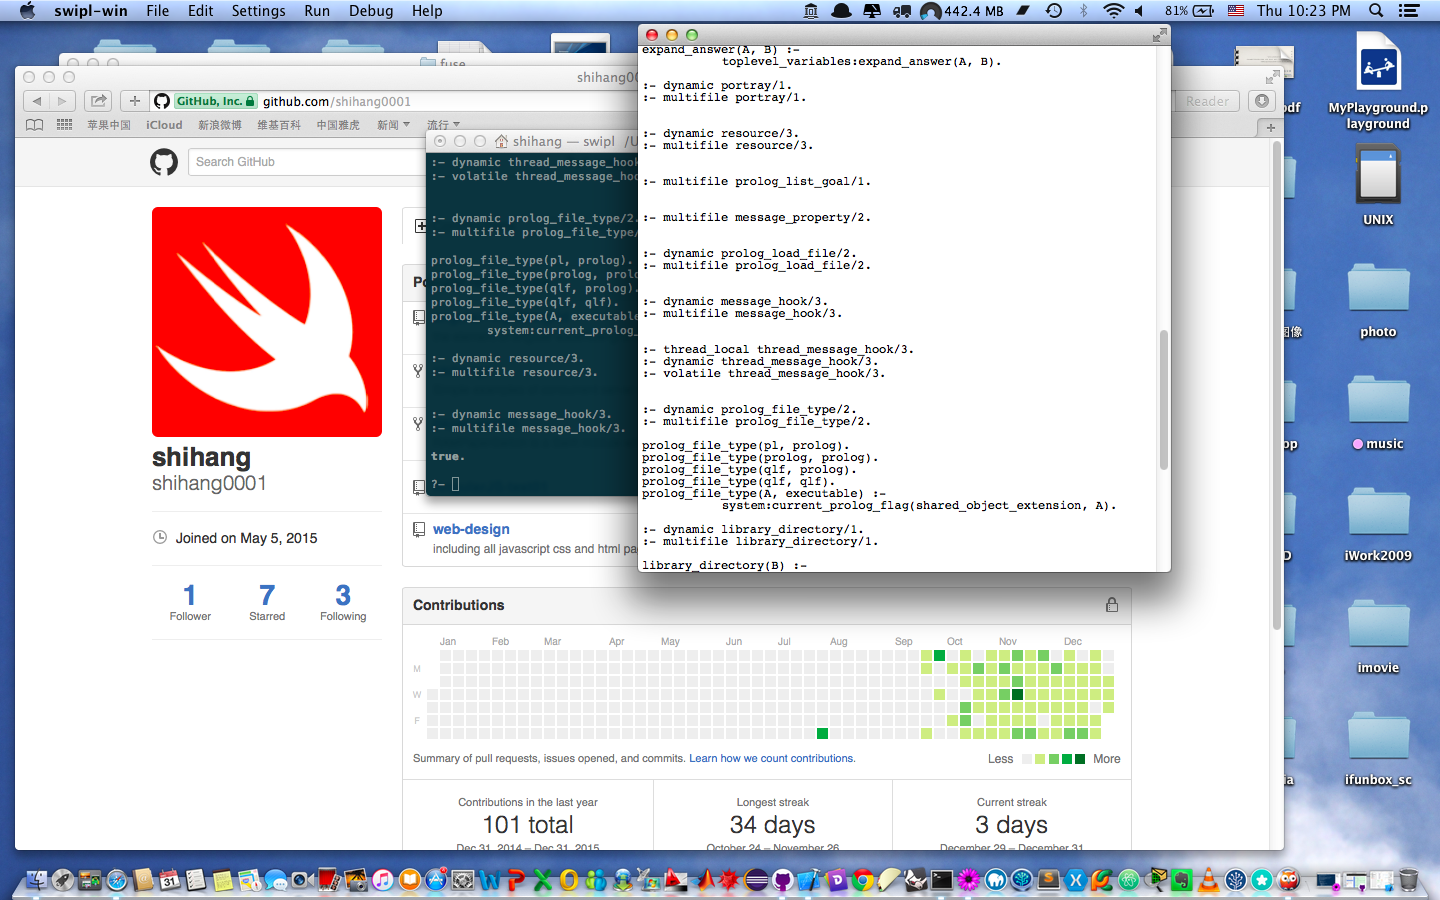 swipl-win File Edit Settings Run Debug Help
442.4 MB 81% Thu 10:23 PM
expand_answer(A, B) :-
toplevel_variables:expand_answer(A, B).
:- dynamic portray/1.
:- multifile portray/1.
:- dynamic resource/3.
:- multifile resource/3.
:- multifile prolog_list_goal/1.
:- multifile message_property/2.
:- dynamic prolog_load_file/2.
:- multifile prolog_load_file/2.
:- dynamic message_hook/3.
:- multifile message_hook/3.
:- thread_local thread_message_hook/3.
:- dynamic thread_message_hook/3.
:- volatile thread_message_hook/3.
:- dynamic prolog_file_type/2.
:- multifile prolog_file_type/2.
prolog_file_type(pl, prolog).
prolog_file_type(prolog, prolog).
prolog_file_type(qlf, prolog).
prolog_file_type(qlf, qlf).
prolog_file_type(A, executable) :-
system:current_prolog_flag(shared_object_extension, A).
:- dynamic library_directory/1.
:- multifile library_directory/1.
library_directory(B) :-
fuse
shihang00
GitHub, Inc. github.com/shihang0001
Reader
苹果中国 iCloud 新浪微博 维基百科 中国雅虎 新闻 流行
Search GitHub
shihang — swipl /U
:- dynamic thread_message_hook
:- volatile thread_message_hoo
:- dynamic prolog_file_type/2.
:- multifile prolog_file_type/
prolog_file_type(pl, prolog).
prolog_file_type(prolog, prolo
prolog_file_type(qlf, prolog).
prolog_file_type(qlf, qlf).
prolog_file_type(A, executable
system:current_prolog_
:- dynamic resource/3.
:- multifile resource/3.
:- dynamic message_hook/3.
:- multifile message_hook/3.
true.
?-
Po
shihang
shihang0001
Joined on May 5, 2015
1 7 3
Follower Starred Following
web-design
including all javascript css and html pa
Contributions
Jan Feb Mar Apr May Jun Jul Aug Sep Oct Nov Dec
M
W
F
Summary of pull requests, issues opened, and commits. Learn how we count contributions.
Less More
Contributions in the last year Longest streak Current streak
101 total 34 days 3 days
Dec 31, 2014 – Dec 31, 2015 October 24 – November 26 December 29 – December 31
df
MyPlayground.p
layground
UNIX
图像
photo
op
music
D
iWork2009
imovie
ia
ifunbox_sc
31